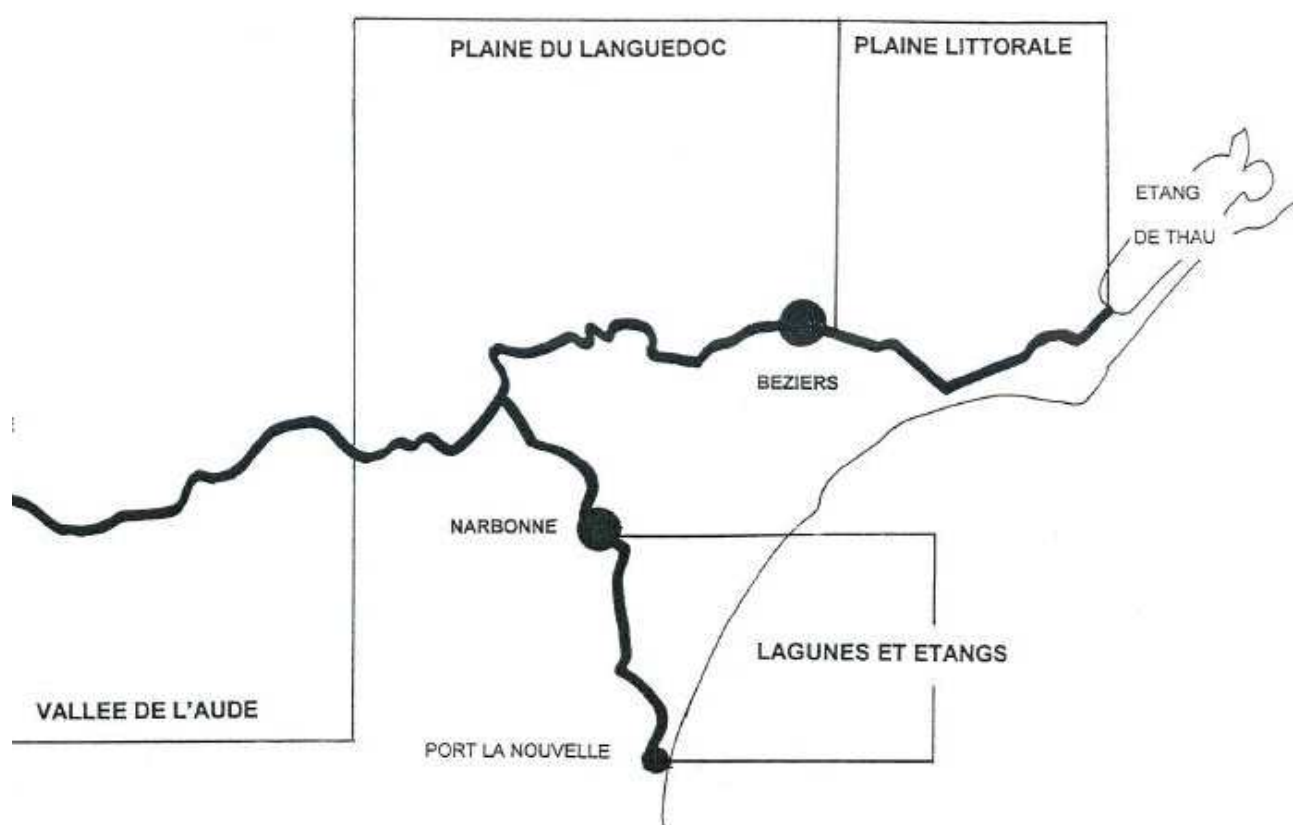 PLAINE DU LANGUEDOC
PLAINE LITTORALE
ETANG
DE THAU
BEZIERS
NARBONNE
LAGUNES ET ETANGS
VALLEE DE L'AUDE
PORT LA NOUVELLE